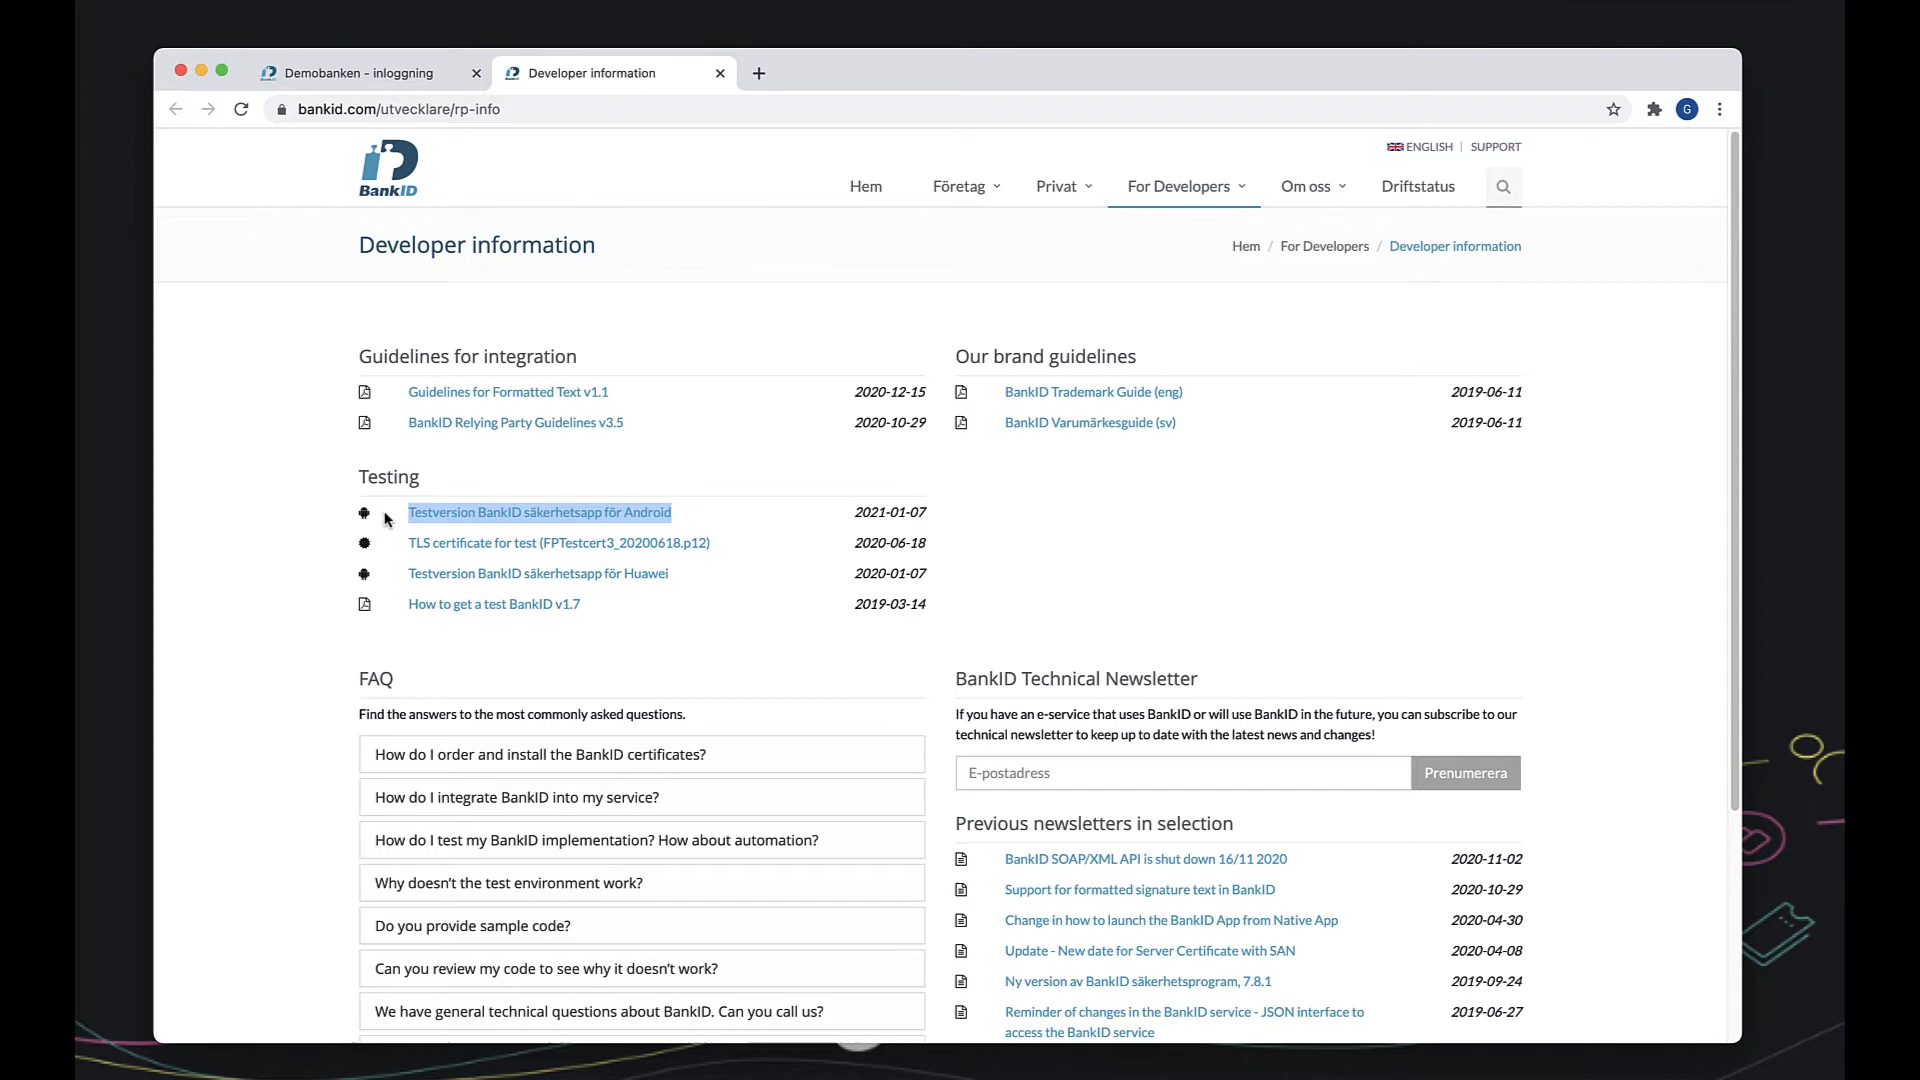 Demobanken - inloggning
Developer information
bankid.com/utvecklare/rp-info
G
ENGLISH | SUPPORT
BankID
Hem
Företag
Privat
For Developers
Om oss
Driftstatus
Developer information
Hem / For Developers / Developer information
Guidelines for integration
Guidelines for Formatted Text v1.1 2020-12-15
BankID Relying Party Guidelines v3.5 2020-10-29
Our brand guidelines
BankID Trademark Guide (eng) 2019-06-11
BankID Varumärkesguide (sv) 2019-06-11
Testing
Testversion BankID säkerhetsapp för Android 2021-01-07
TLS certificate for test (FPTestcert3_20200618.p12) 2020-06-18
Testversion BankID säkerhetsapp för Huawei 2020-01-07
How to get a test BankID v1.7 2019-03-14
FAQ
Find the answers to the most commonly asked questions.
How do I order and install the BankID certificates?
How do I integrate BankID into my service?
How do I test my BankID implementation? How about automation?
Why doesn't the test environment work?
Do you provide sample code?
Can you review my code to see why it doesn't work?
We have general technical questions about BankID. Can you call us?
BankID Technical Newsletter
If you have an e-service that uses BankID or will use BankID in the future, you can subscribe to our
technical newsletter to keep up to date with the latest news and changes!
E-postadress
Prenumerera
Previous newsletters in selection
BankID SOAP/XML API is shut down 16/11 2020 2020-11-02
Support for formatted signature text in BankID 2020-10-29
Change in how to launch the BankID App from Native App 2020-04-30
Update - New date for Server Certificate with SAN 2020-04-08
Ny version av BankID säkerhetsprogram, 7.8.1 2019-09-24
Reminder of changes in the BankID service - JSON interface to 2019-06-27
access the BankID service